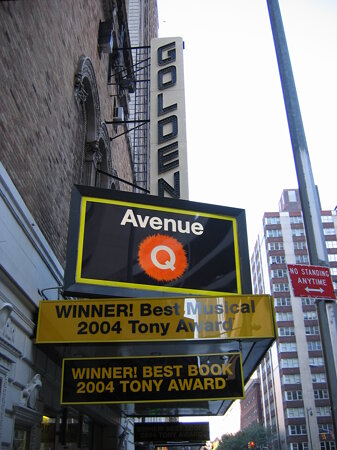 GOLDEN
Avenue
Q
WINNER! Best Musical
2004 Tony Award
WINNER! BEST BOOK
2004 TONY AWARD
NO STANDING
ANYTIME